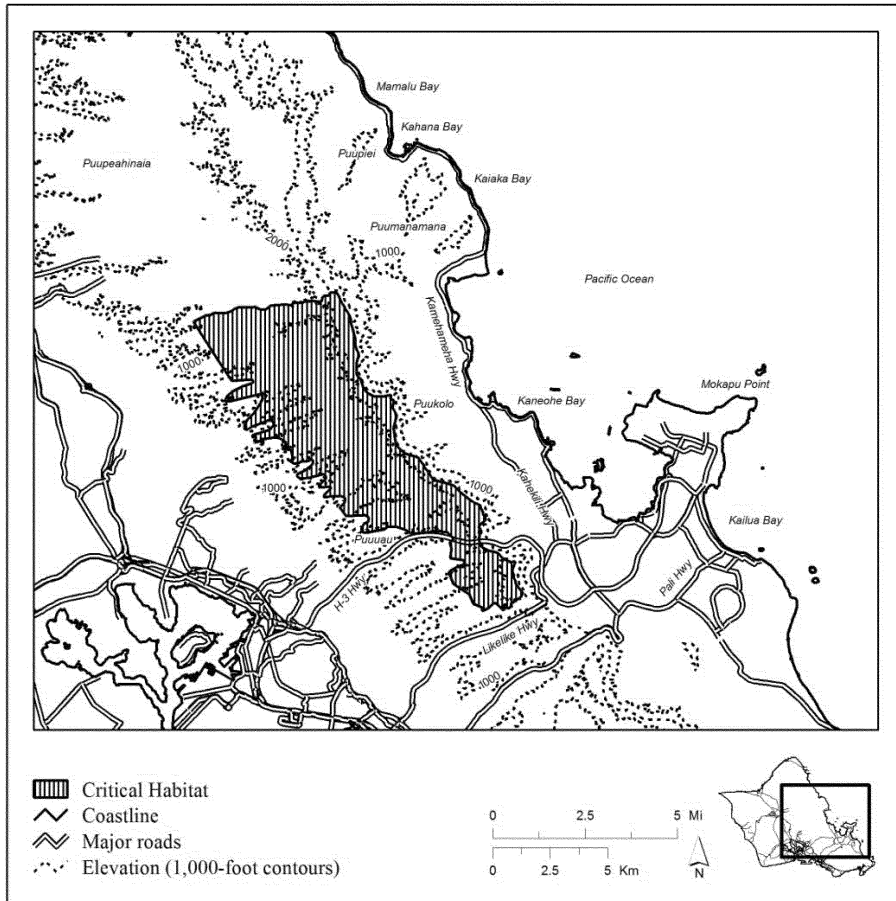 Mamalu Bay
Kahana Bay
Puupiei
Puupeahinaia
Kaiaka Bay
Puumanamana
2000
1000
Pacific Ocean
Kamehameha Hwy
1000
Mokapu Point
Puukolo
Kaneohe Bay
1000
1000
Kahekili Hwy
Kailua Bay
Puuuau
H-3 Hwy
Pali Hwy
Likelike Hwy
1000
Critical Habitat
Coastline
Major roads
Elevation (1,000-foot contours)
0 2.5 5 Mi
0 2.5 5 Km
N